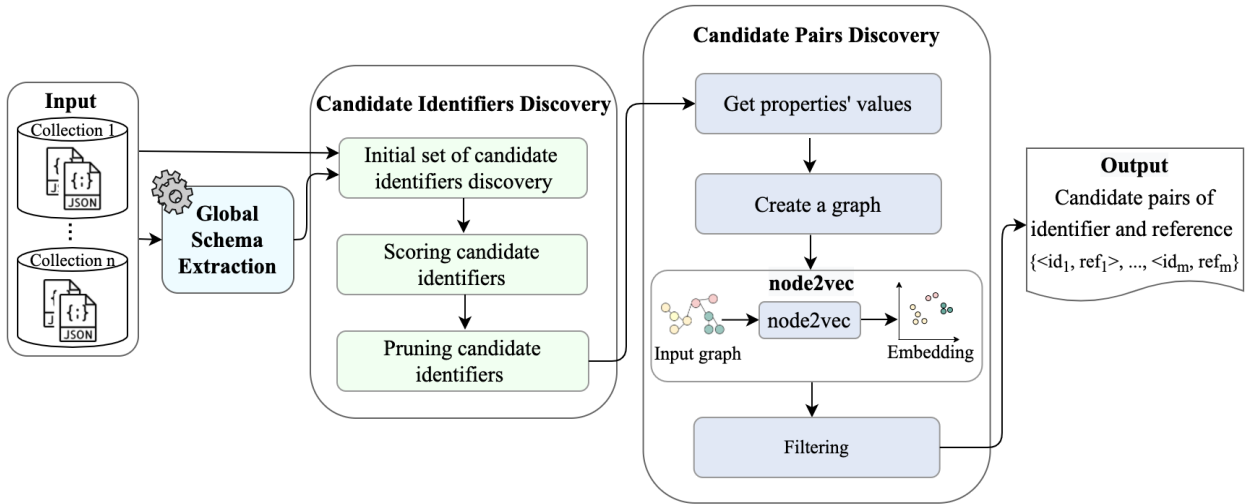 Input
Collection 1
{:}
JSON
Collection n
{:}
JSON
Global
Schema
Extraction
Candidate Identifiers Discovery
Initial set of candidate
identifiers discovery
Scoring candidate
identifiers
Pruning candidate
identifiers
Candidate Pairs Discovery
Get properties' values
Create a graph
node2vec
node2vec
Input graph
Embedding
Filtering
Output
Candidate pairs of
identifier and reference
{<id₁, ref₁>, ..., <idₘ, refₘ}